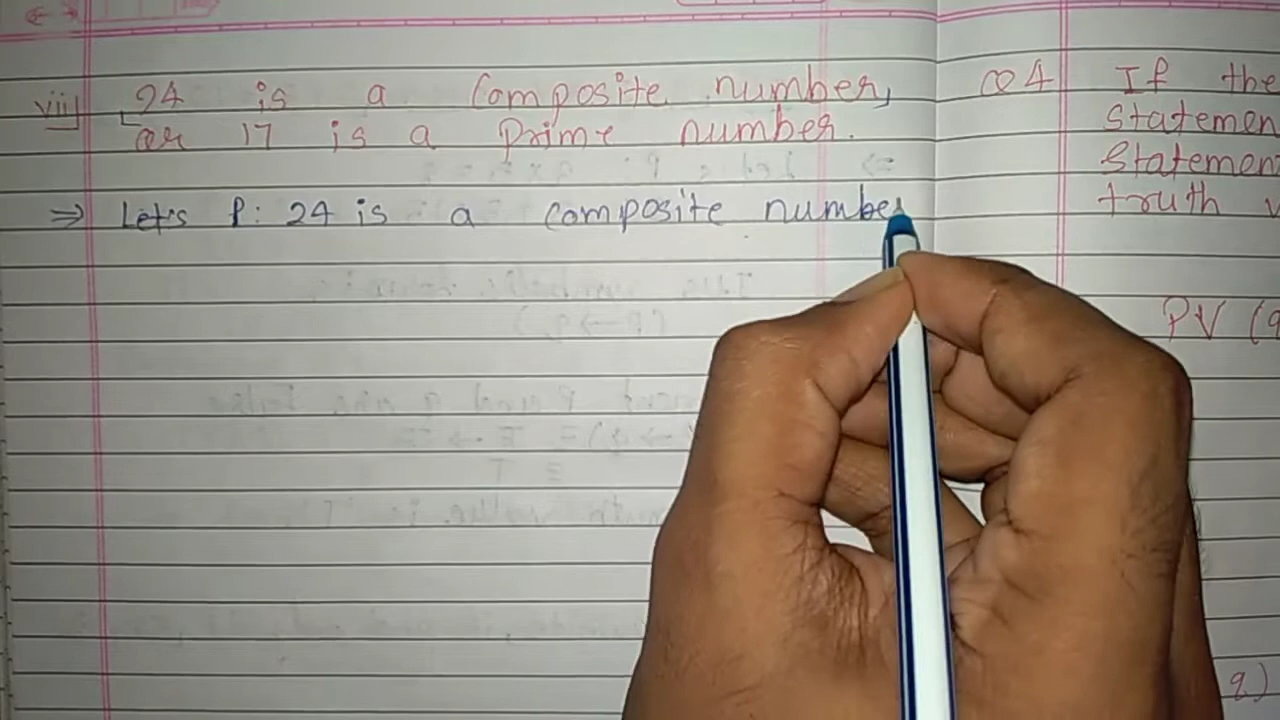 viii] 24 is a Composite number,
or 17 is a Prime number.
⇒ Let's P: 24 is a composite number
Q4 If the
Statemen
Statement
truth v
PV (q
q)